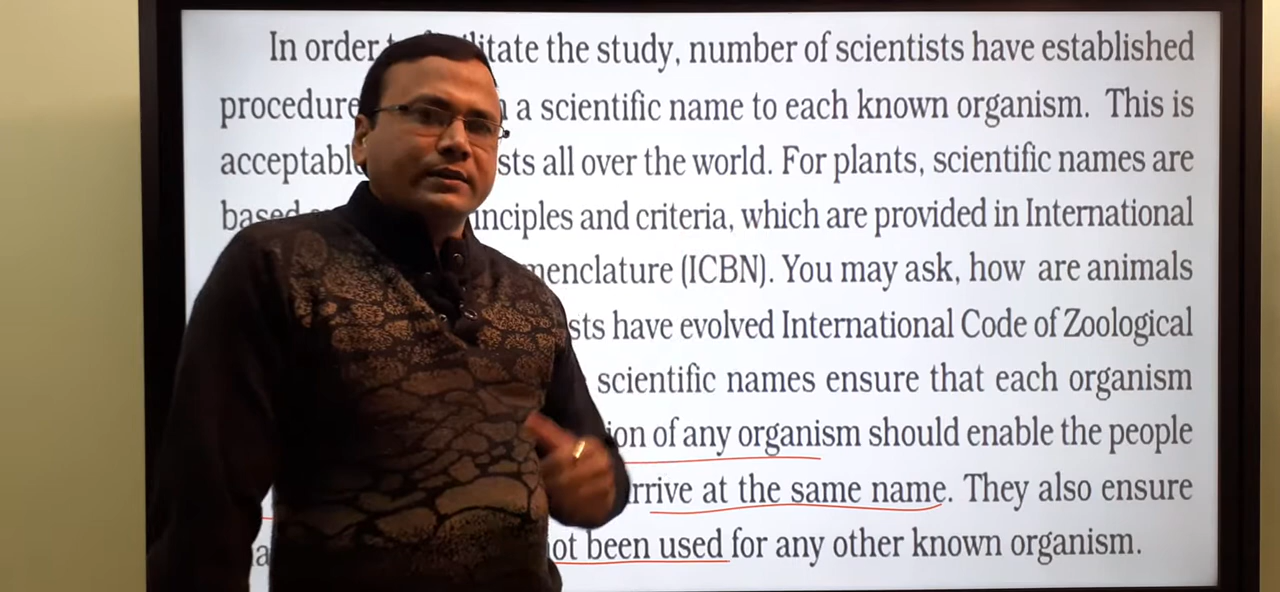 In order to facilitate the study, number of scientists have established
procedure a scientific name to each known organism. This is
acceptabl sts all over the world. For plants, scientific names are
based inciples and criteria, which are provided in International
menclature (ICBN). You may ask, how are animals
sts have evolved International Code of Zoological
scientific names ensure that each organism
ion of any organism should enable the people
rrive at the same name. They also ensure
ot been used for any other known organism.